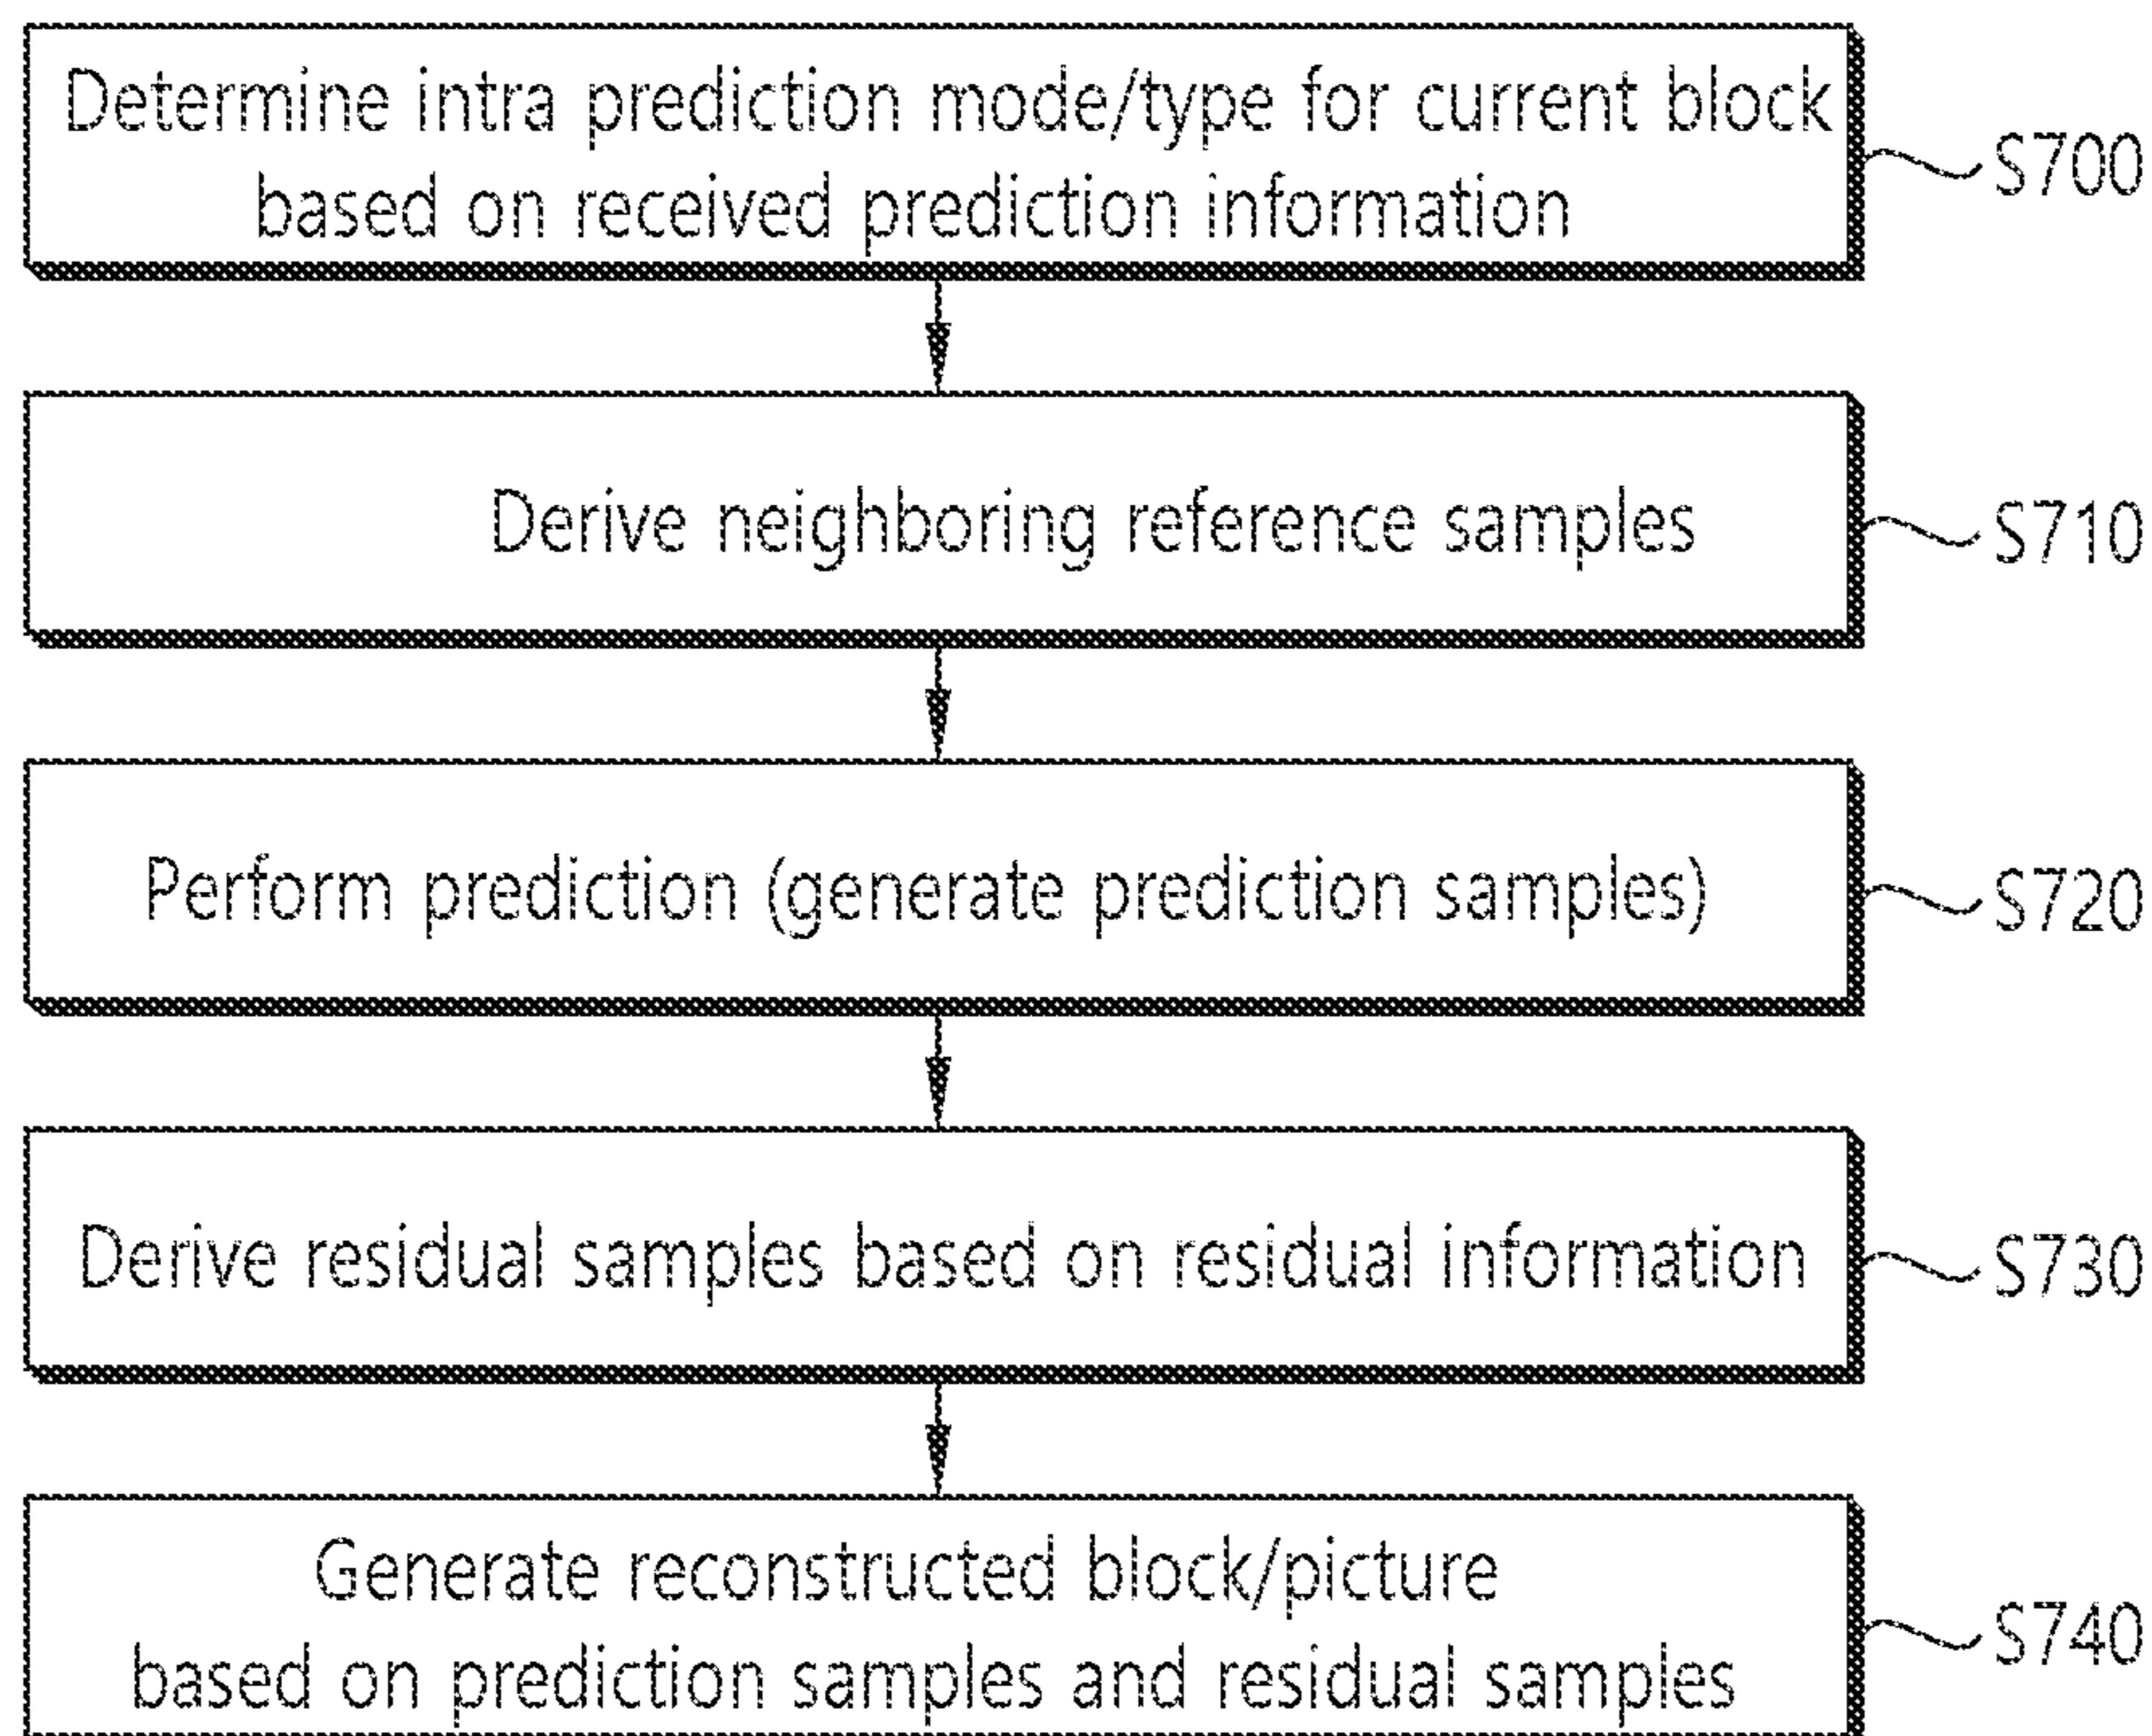 Determine intra prediction mode/type for current block
based on received prediction information
S700
Derive neighboring reference samples
S710
Perform prediction (generate prediction samples)
S720
Derive residual samples based on residual information
S730
Generate reconstructed block/picture
based on prediction samples and residual samples
S740